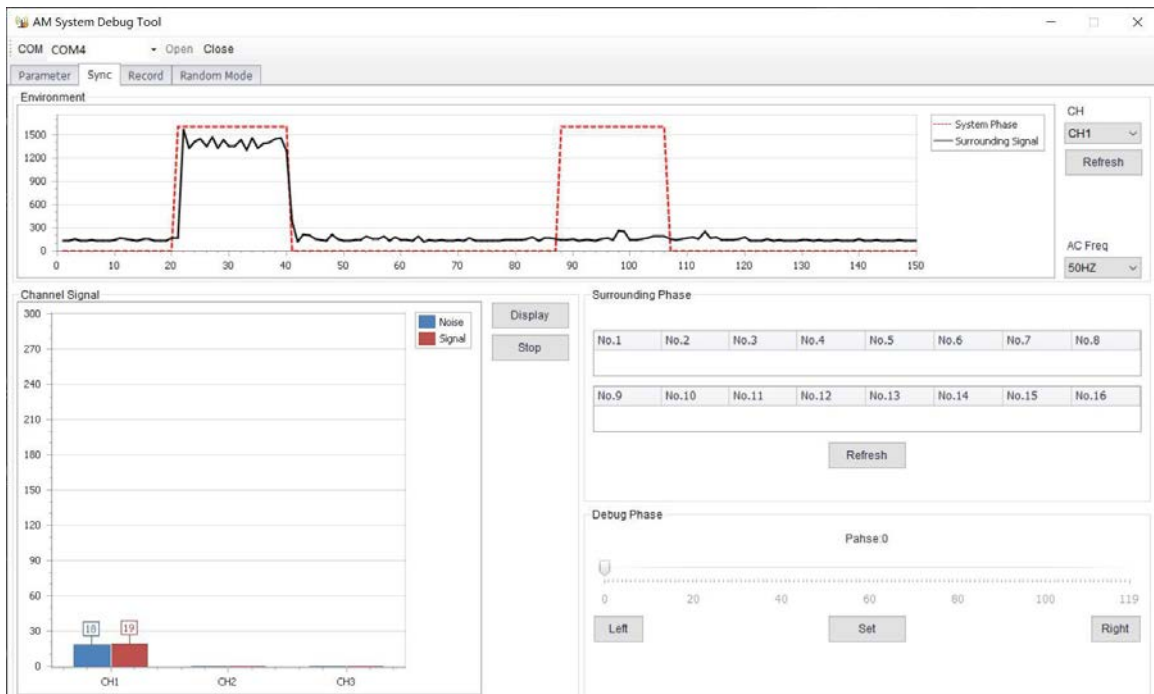 AM System Debug Tool
COM COM4 Open Close
Parameter Sync Record Random Mode
Environment
1500
1200
900
600
300
0
0 10 20 30 40 50 60 70 80 90 100 110 120 130 140 150
System Phase
Surrounding Signal
CH
CH1
Refresh
AC Freq
50HZ
Channel Signal
300
270
240
210
180
150
120
90
60
30
0
18 19
CH1 CH2 CH3
Noise
Signal
Display
Stop
Surrounding Phase
No.1 No.2 No.3 No.4 No.5 No.6 No.7 No.8
No.9 No.10 No.11 No.12 No.13 No.14 No.15 No.16
Refresh
Debug Phase
Pahse:0
0 20 40 60 80 100 119
Left Set Right